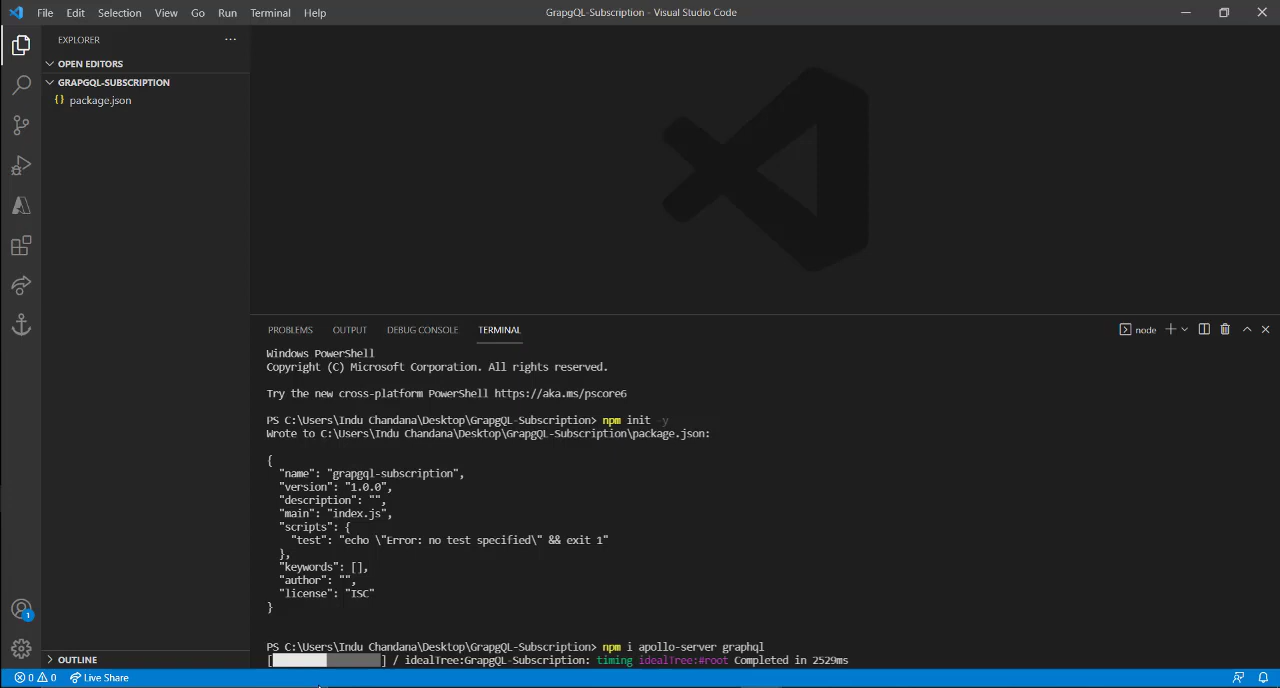 File Edit Selection View Go Run Terminal Help
GrapgQL-Subscription - Visual Studio Code
EXPLORER
OPEN EDITORS
GRAPGQL-SUBSCRIPTION
{} package.json
PROBLEMS OUTPUT DEBUG CONSOLE TERMINAL
node
Windows PowerShell
Copyright (C) Microsoft Corporation. All rights reserved.
Try the new cross-platform PowerShell https://aka.ms/pscore6
PS C:\Users\Indu Chandana\Desktop\GrapgQL-Subscription> npm init -y
Wrote to C:\Users\Indu Chandana\Desktop\GrapgQL-Subscription\package.json:
{
"name": "grapgql-subscription",
"version": "1.0.0",
"description": "",
"main": "index.js",
"scripts": {
"test": "echo \"Error: no test specified\" && exit 1"
},
"keywords": [],
"author": "",
"license": "ISC"
}
PS C:\Users\Indu Chandana\Desktop\GrapgQL-Subscription> npm i apollo-server graphql
[ ] / idealTree:GrapgQL-Subscription: timing idealTree:#root Completed in 2529ms
1
OUTLINE
0 0 Live Share